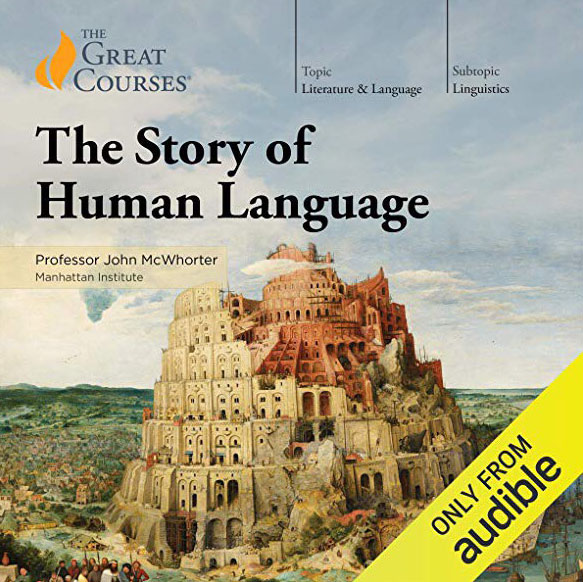 THE
GREAT
COURSES®
Topic
Literature & Language
Subtopic
Linguistics
The Story of
Human Language
Professor John McWhorter
Manhattan Institute
ONLY FROM
audible